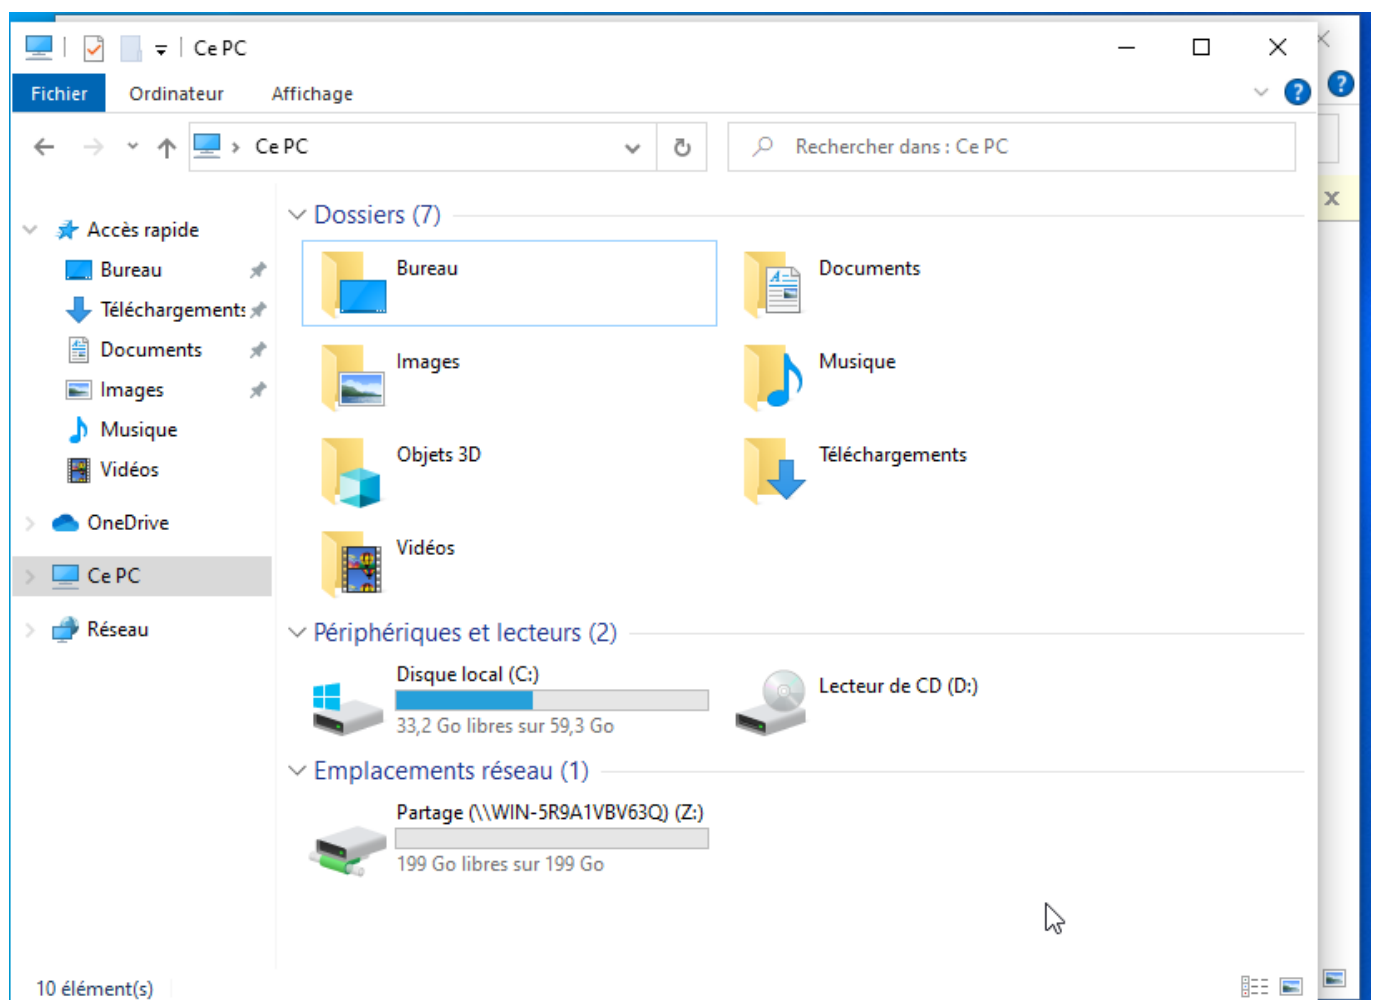 Ce PC
Fichier
Ordinateur
Affichage
Ce PC
Rechercher dans : Ce PC
Accès rapide
Bureau
Téléchargements
Documents
Images
Musique
Vidéos
OneDrive
Ce PC
Réseau
Dossiers (7)
Bureau
Documents
Images
Musique
Objets 3D
Téléchargements
Vidéos
Périphériques et lecteurs (2)
Disque local (C:)
33,2 Go libres sur 59,3 Go
Lecteur de CD (D:)
Emplacements réseau (1)
Partage (\\WIN-5R9A1VBV63Q) (Z:)
199 Go libres sur 199 Go
10 élément(s)